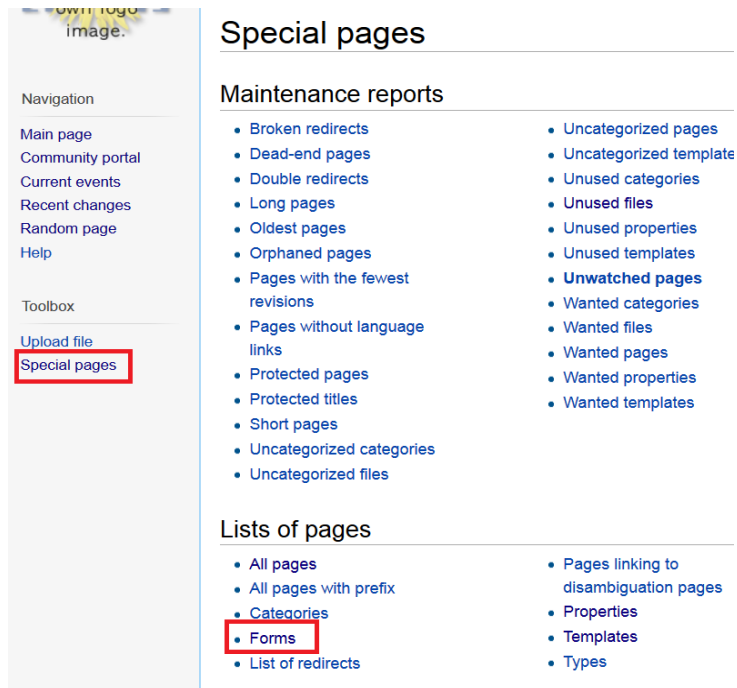 own logo
image.
Navigation
Main page
Community portal
Current events
Recent changes
Random page
Help
Toolbox
Upload file
Special pages
Special pages
Maintenance reports
Broken redirects
Dead-end pages
Double redirects
Long pages
Oldest pages
Orphaned pages
Pages with the fewest
revisions
Pages without language
links
Protected pages
Protected titles
Short pages
Uncategorized categories
Uncategorized files
Uncategorized pages
Uncategorized template
Unused categories
Unused files
Unused properties
Unused templates
Unwatched pages
Wanted categories
Wanted files
Wanted pages
Wanted properties
Wanted templates
Lists of pages
All pages
All pages with prefix
Categories
Forms
List of redirects
Pages linking to
disambiguation pages
Properties
Templates
Types